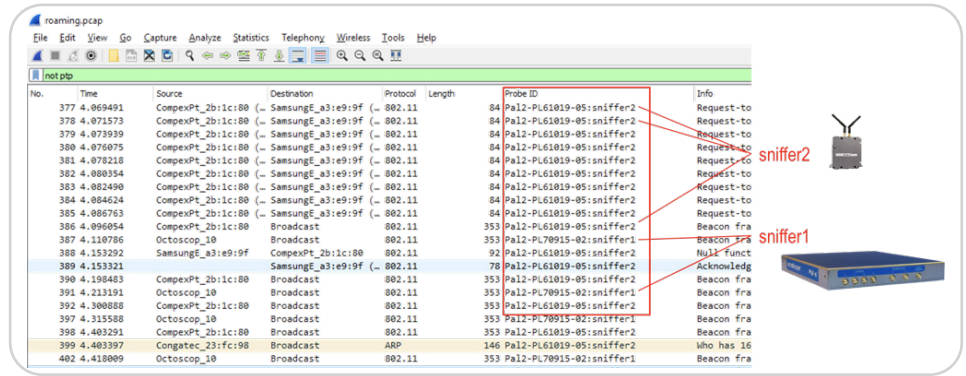 roaming.pcap
File Edit View Go Capture Analyze Statistics Telephony Wireless Tools Help
not ptp
No. Time Source Destination Protocol Length Probe ID Info
377 4.069491 CompexPt_2b:1c:80 (… SamsungE_a3:e9:9f (… 802.11 84 Pal2-PL61019-05:sniffer2 Request-to
378 4.071573 CompexPt_2b:1c:80 (… SamsungE_a3:e9:9f (… 802.11 84 Pal2-PL61019-05:sniffer2 Request-to
379 4.073939 CompexPt_2b:1c:80 (… SamsungE_a3:e9:9f (… 802.11 84 Pal2-PL61019-05:sniffer2 Request-to
380 4.076075 CompexPt_2b:1c:80 (… SamsungE_a3:e9:9f (… 802.11 84 Pal2-PL61019-05:sniffer2 Request-to
381 4.078218 CompexPt_2b:1c:80 (… SamsungE_a3:e9:9f (… 802.11 84 Pal2-PL61019-05:sniffer2 Request-to
382 4.080354 CompexPt_2b:1c:80 (… SamsungE_a3:e9:9f (… 802.11 84 Pal2-PL61019-05:sniffer2 Request-to
383 4.082490 CompexPt_2b:1c:80 (… SamsungE_a3:e9:9f (… 802.11 84 Pal2-PL61019-05:sniffer2 Request-to
384 4.084624 CompexPt_2b:1c:80 (… SamsungE_a3:e9:9f (… 802.11 84 Pal2-PL61019-05:sniffer2 Request-to
385 4.086763 CompexPt_2b:1c:80 (… SamsungE_a3:e9:9f (… 802.11 84 Pal2-PL61019-05:sniffer2 Request-to
386 4.096054 CompexPt_2b:1c:80 Broadcast 802.11 353 Pal2-PL61019-05:sniffer2 Beacon fra
387 4.110786 Octoscop_10 Broadcast 802.11 353 Pal2-PL70915-02:sniffer1 Beacon fra
388 4.153292 SamsungE_a3:e9:9f CompexPt_2b:1c:80 802.11 92 Pal2-PL61019-05:sniffer2 Null funct
389 4.153321 SamsungE_a3:e9:9f (… 802.11 78 Pal2-PL61019-05:sniffer2 Acknowledg
390 4.198483 CompexPt_2b:1c:80 Broadcast 802.11 353 Pal2-PL61019-05:sniffer2 Beacon fra
391 4.213191 Octoscop_10 Broadcast 802.11 353 Pal2-PL70915-02:sniffer1 Beacon fra
392 4.300888 CompexPt_2b:1c:80 Broadcast 802.11 353 Pal2-PL61019-05:sniffer2 Beacon fra
397 4.315588 Octoscop_10 Broadcast 802.11 353 Pal2-PL70915-02:sniffer1 Beacon fra
398 4.403291 CompexPt_2b:1c:80 Broadcast 802.11 353 Pal2-PL61019-05:sniffer2 Beacon fra
399 4.403397 Congatec_23:fc:98 Broadcast ARP 146 Pal2-PL61019-05:sniffer2 Who has 16
402 4.418009 Octoscop_10 Broadcast 802.11 353 Pal2-PL70915-02:sniffer1 Beacon fra
sniffer2
sniffer1